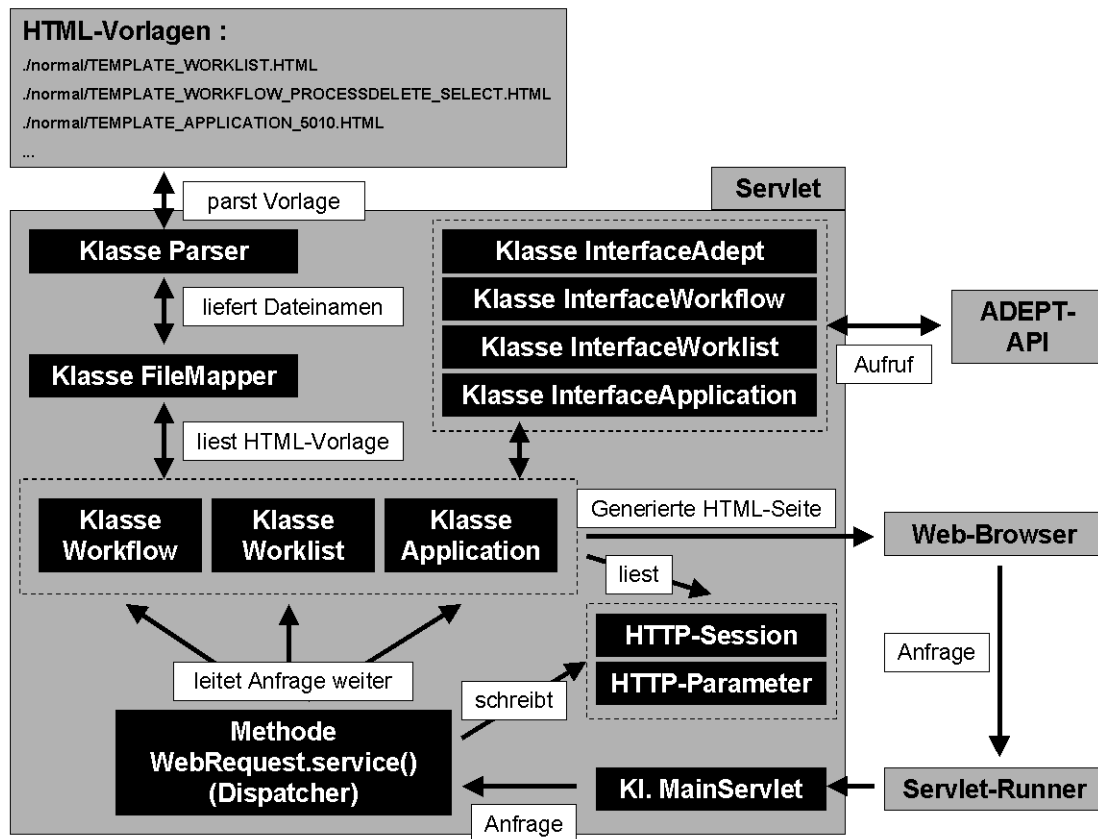 HTML-Vorlagen :
./normal/TEMPLATE_WORKLIST.HTML
./normal/TEMPLATE_WORKFLOW_PROCESSDELETE_SELECT.HTML
./normal/TEMPLATE_APPLICATION_5010.HTML
...
Servlet
parst Vorlage
Klasse Parser
liefert Dateinamen
Klasse FileMapper
liest HTML-Vorlage
Klasse InterfaceAdept
Klasse InterfaceWorkflow
Klasse InterfaceWorklist
Klasse InterfaceApplication
Aufruf
ADEPT-
API
Klasse
Workflow
Klasse
Worklist
Klasse
Application
Generierte HTML-Seite
Web-Browser
liest
HTTP-Session
HTTP-Parameter
Anfrage
leitet Anfrage weiter
schreibt
Methode
WebRequest.service()
(Dispatcher)
Anfrage
Kl. MainServlet
Servlet-Runner